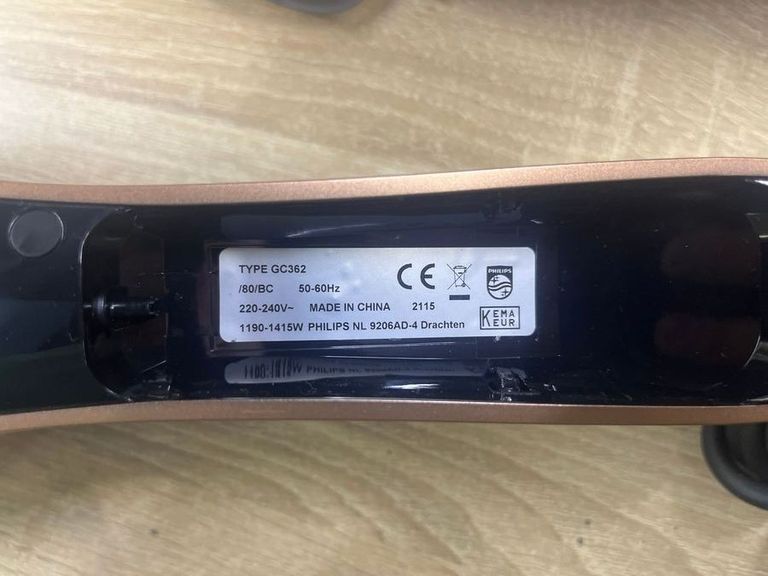 TYPE GC362
/80/BC 50-60Hz
220-240V~ MADE IN CHINA 2115
1190-1415W PHILIPS NL 9206AD-4 Drachten
CE
PHILIPS
KEMA
KEUR